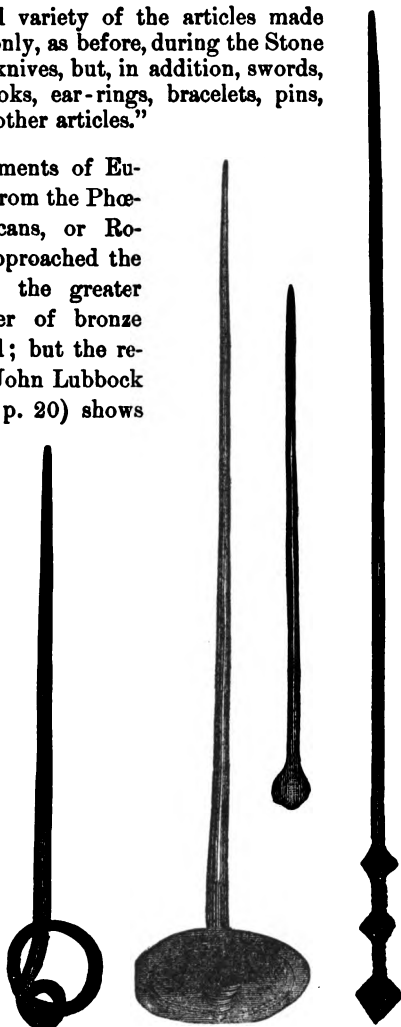 l variety of the articles made
only, as before, during the Stone
knives, but, in addition, swords,
oks, ear-rings, bracelets, pins,
other articles.”
ments of Eu-
rom the Phœ-
cans, or Ro-
pproached the
the greater
er of bronze
l; but the re-
John Lubbock
p. 20) shows